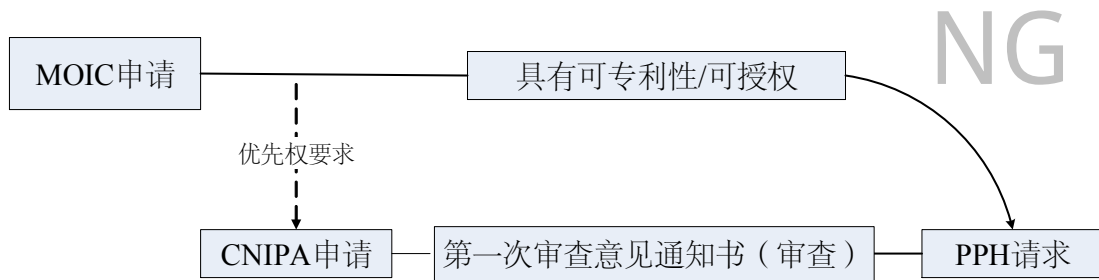 NG
MOIC申请
具有可专利性/可授权
优先权要求
CNIPA申请
第一次审查意见通知书（审查）
PPH请求